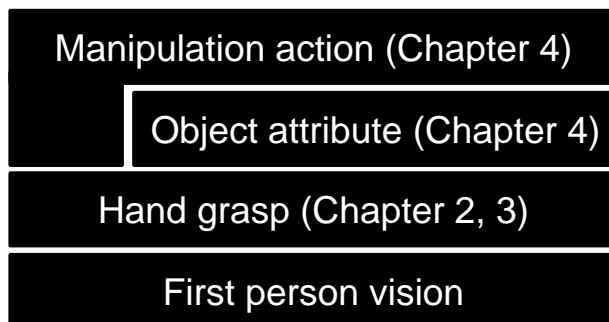 Manipulation action (Chapter 4)
Object attribute (Chapter 4)
Hand grasp (Chapter 2, 3)
First person vision